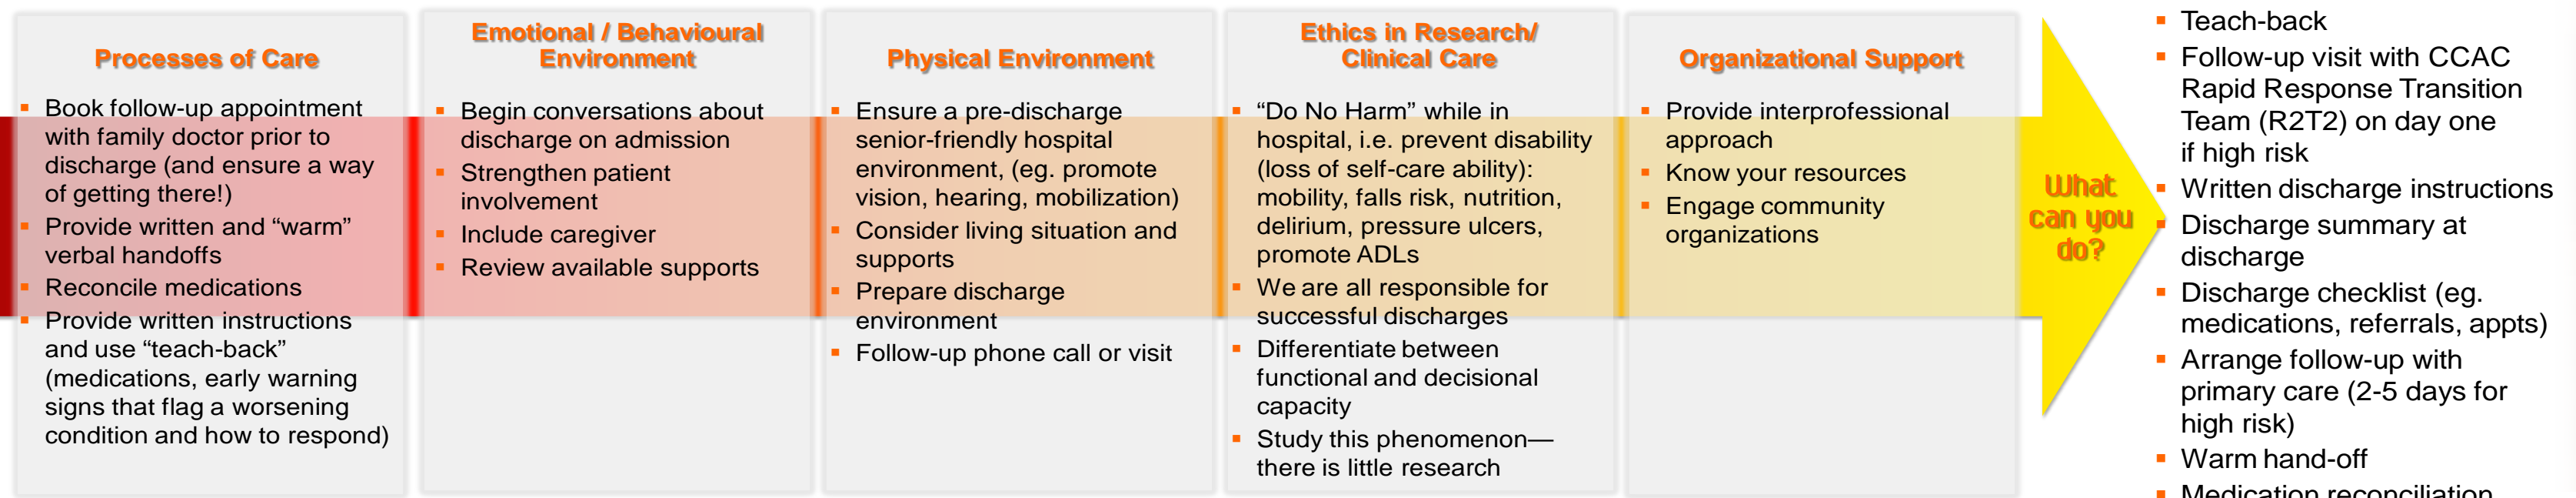 Processes of Care
Book follow-up appointment
with family doctor prior to
discharge (and ensure a way
of getting there!)
Provide written and “warm”
verbal handoffs
Reconcile medications
Provide written instructions
and use “teach-back”
(medications, early warning
signs that flag a worsening
condition and how to respond)
Emotional / Behavioural
Environment
Begin conversations about
discharge on admission
Strengthen patient
involvement
Include caregiver
Review available supports
Physical Environment
Ensure a pre-discharge
senior-friendly hospital
environment, (eg. promote
vision, hearing, mobilization)
Consider living situation and
supports
Prepare discharge
environment
Follow-up phone call or visit
Ethics in Research/
Clinical Care
“Do No Harm” while in
hospital, i.e. prevent disability
(loss of self-care ability):
mobility, falls risk, nutrition,
delirium, pressure ulcers,
promote ADLs
We are all responsible for
successful discharges
Differentiate between
functional and decisional
capacity
Study this phenomenon—
there is little research
Organizational Support
Provide interprofessional
approach
Know your resources
Engage community
organizations
What
can you
do?
Teach-back
Follow-up visit with CCAC
Rapid Response Transition
Team (R2T2) on day one
if high risk
Written discharge instructions
Discharge summary at
discharge
Discharge checklist (eg.
medications, referrals, appts)
Arrange follow-up with
primary care (2-5 days for
high risk)
Warm hand-off
Medication reconciliation